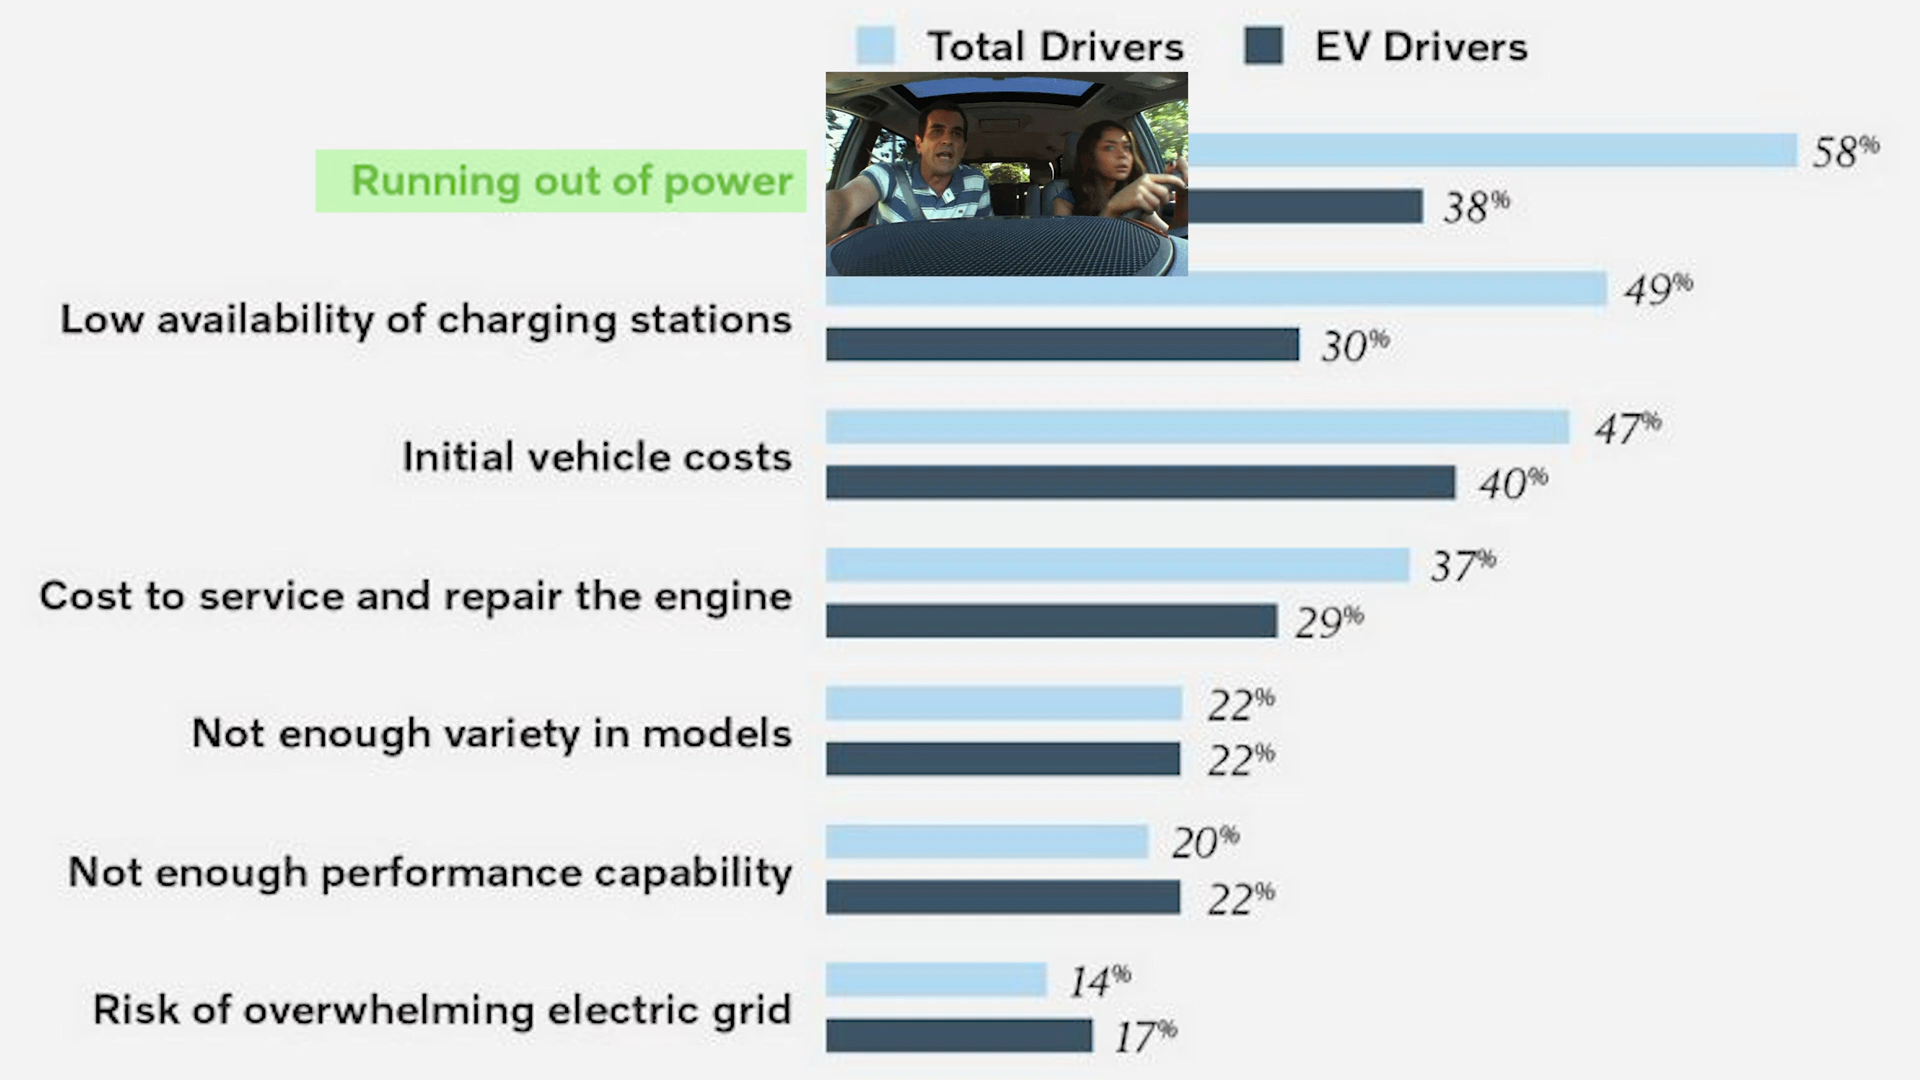 Total Drivers EV Drivers
Running out of power 58%
38%
Low availability of charging stations 49%
30%
Initial vehicle costs 47%
40%
Cost to service and repair the engine 37%
29%
Not enough variety in models 22%
22%
Not enough performance capability 20%
22%
Risk of overwhelming electric grid 14%
17%